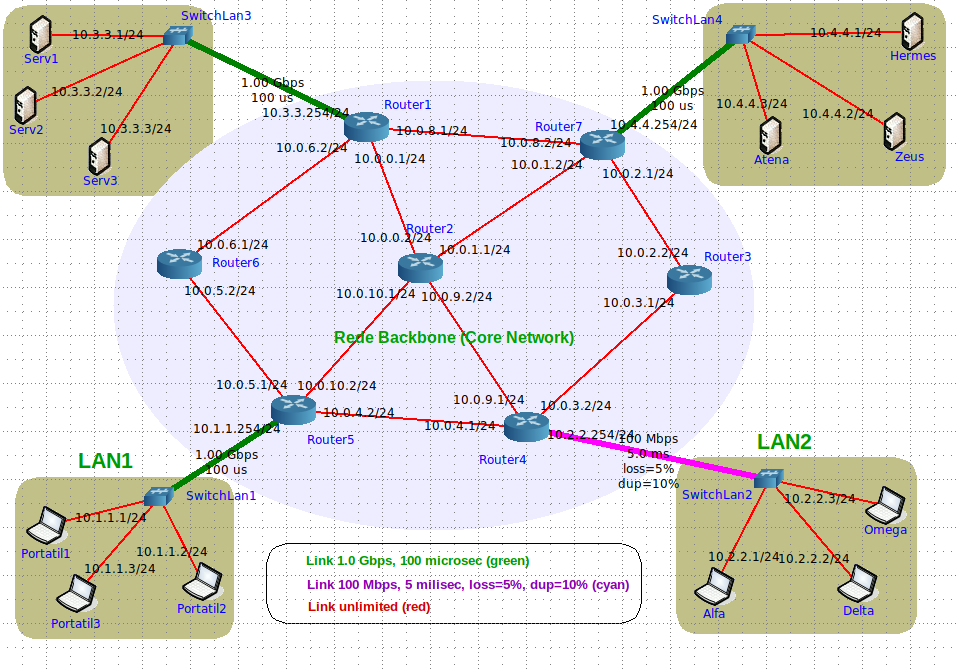 SwitchLan3
10.3.3.1/24
Serv1
10.3.3.2/24
Serv2
10.3.3.3/24
Serv3
1.00 Gbps
100 us
10.3.3.254/24
Router1
10.0.8.1/24
10.0.6.2/24
10.0.0.1/24
SwitchLan4
10.4.4.1/24
Hermes
10.4.4.3/24
10.4.4.2/24
Atena
Zeus
1.00 Gbps
100 us
10.4.4.254/24
Router7
10.0.8.2/24
10.0.1.2/24
10.0.2.1/24
Router2
10.0.0.2/24
10.0.1.1/24
10.0.6.1/24
Router6
10.0.5.2/24
10.0.10.1/24
10.0.9.2/24
10.0.2.2/24
Router3
10.0.3.1/24
Rede Backbone (Core Network)
10.0.5.1/24
10.0.10.2/24
10.0.4.2/24
10.1.1.254/24
Router5
10.0.9.1/24
10.0.3.2/24
10.0.4.1/24
10.2.2.254/24
Router4
100 Mbps
5.0 ms
loss=5%
dup=10%
1.00 Gbps
100 us
LAN1
SwitchLan1
10.1.1.1/24
Portatil1
10.1.1.2/24
10.1.1.3/24
Portatil2
Portatil3
LAN2
SwitchLan2
10.2.2.3/24
Omega
10.2.2.1/24
10.2.2.2/24
Alfa
Delta
Link 1.0 Gbps, 100 microsec (green)
Link 100 Mbps, 5 milisec, loss=5%, dup=10% (cyan)
Link unlimited (red)